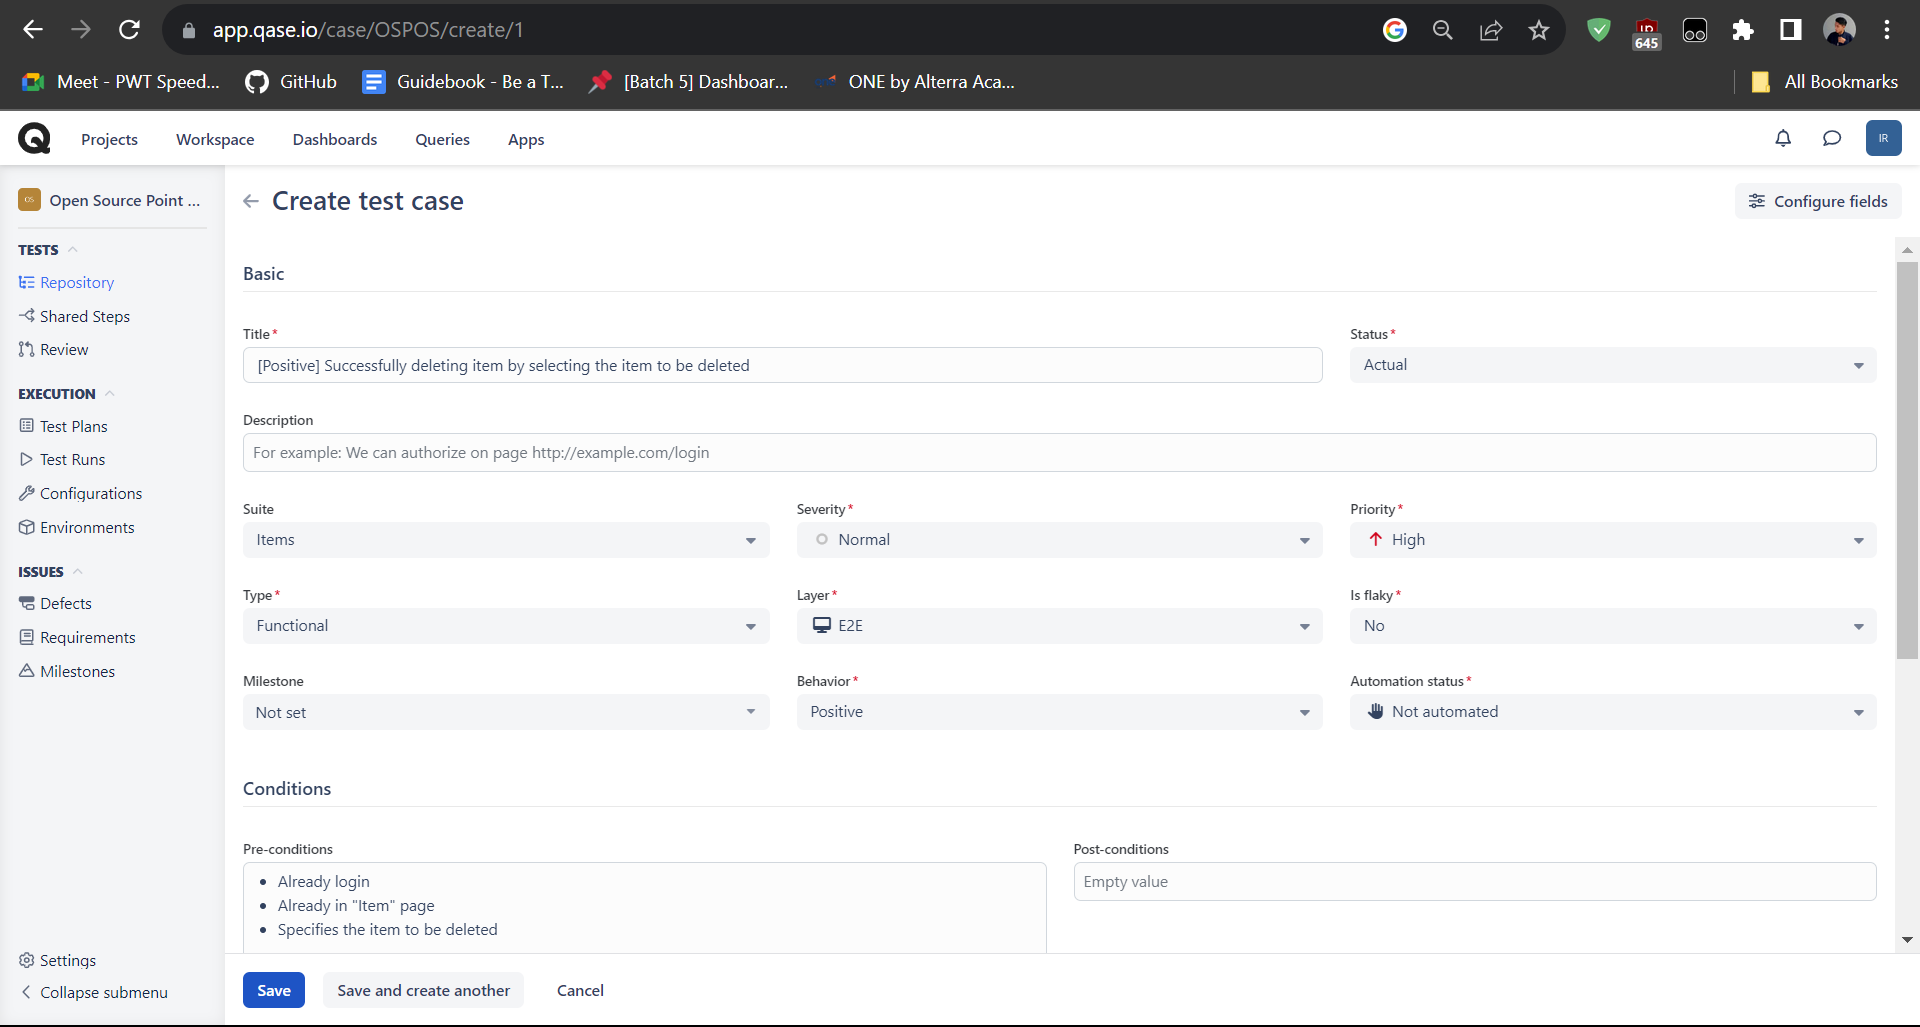 app.qase.io/case/OSPOS/create/1
645
Meet - PWT Speed...
GitHub
Guidebook - Be a T...
[Batch 5] Dashboar...
ONE by Alterra Aca...
All Bookmarks
Projects
Workspace
Dashboards
Queries
Apps
IR
OS
Open Source Point ...
TESTS
Repository
Shared Steps
Review
EXECUTION
Test Plans
Test Runs
Configurations
Environments
ISSUES
Defects
Requirements
Milestones
Settings
Collapse submenu
Create test case
Configure fields
Basic
Title*
[Positive] Successfully deleting item by selecting the item to be deleted
Status*
Actual
Description
For example: We can authorize on page http://example.com/login
Suite
Items
Severity*
Normal
Priority*
High
Type*
Functional
Layer*
E2E
Is flaky*
No
Milestone
Not set
Behavior*
Positive
Automation status*
Not automated
Conditions
Pre-conditions
• Already login
• Already in "Item" page
• Specifies the item to be deleted
Post-conditions
Empty value
Save
Save and create another
Cancel